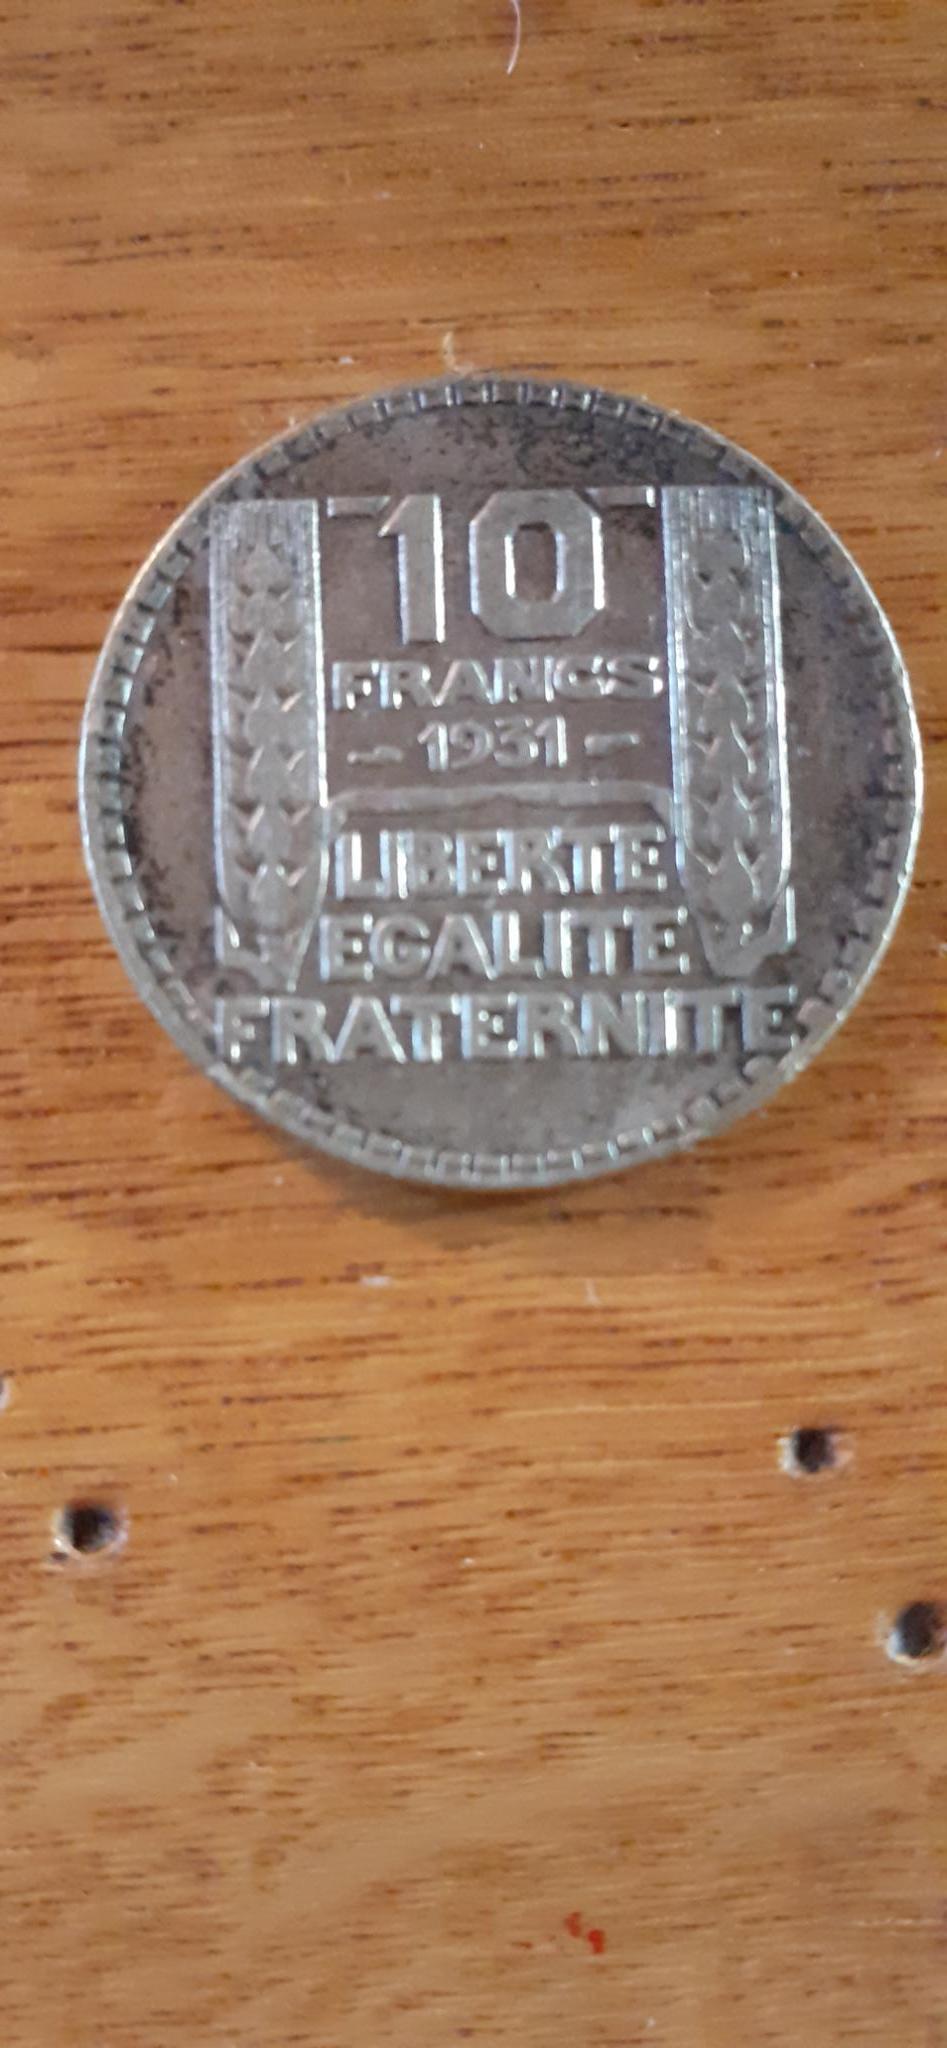 10
FRANCS
- 1931 -
LIBERTE
EGALITE
FRATERNITE